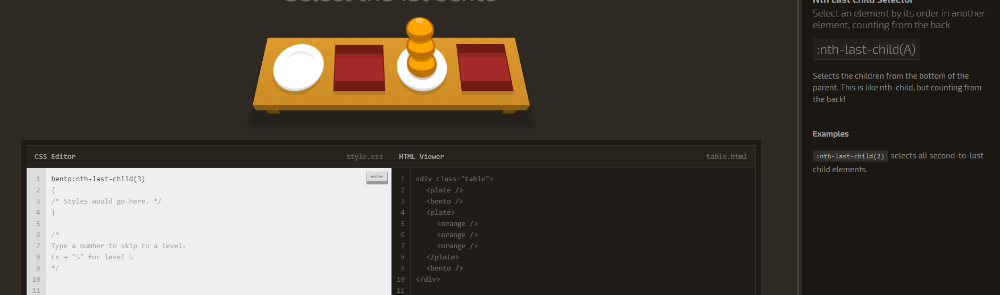 Select the 1st bento
CSS Editor
style.css
1 bento:nth-last-child(3)
enter
2 {
3 /* Styles would go here. */
4 }
5
6 /*
7 Type a number to skip to a level.
8 Ex → "5" for level 5
9 */
10
11
HTML Viewer
table.html
1 <div class="table">
2 <plate />
3 <bento />
4 <plate>
5 <orange />
6 <orange />
7 <orange />
8 </plate>
9 <bento />
10 </div>
11
Nth Last Child Selector
Select an element by its order in another
element, counting from the back
:nth-last-child(A)
Selects the children from the bottom of the
parent. This is like nth-child, but counting from
the back!
Examples
:nth-last-child(2) selects all second-to-last
child elements.